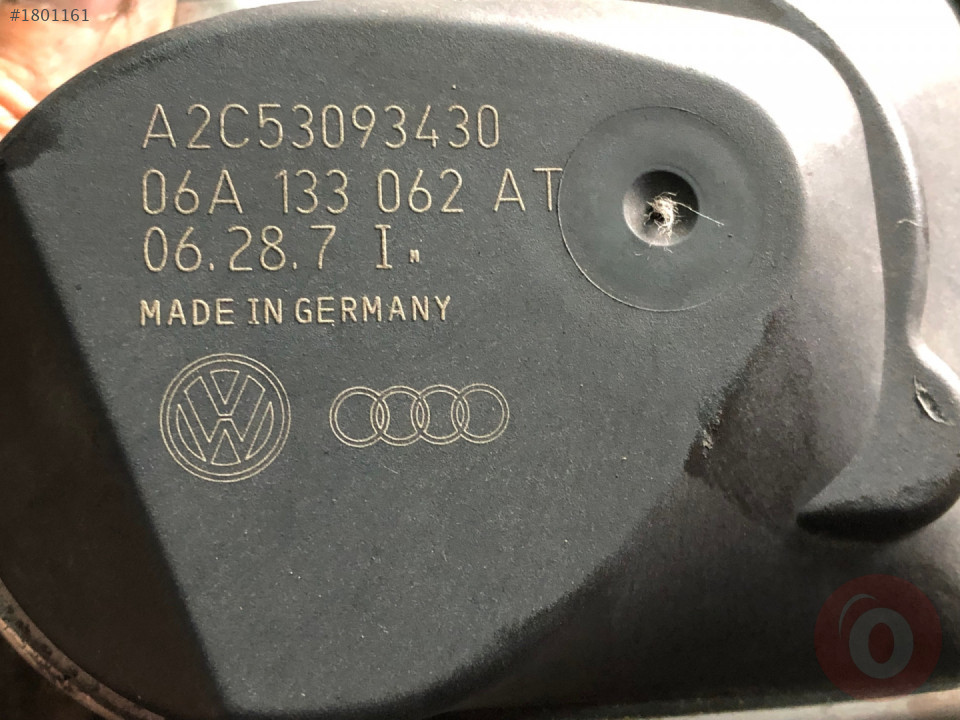 #1801161
A2C53093430
06A 133 062 AT
06.28.7 I M
MADE IN GERMANY